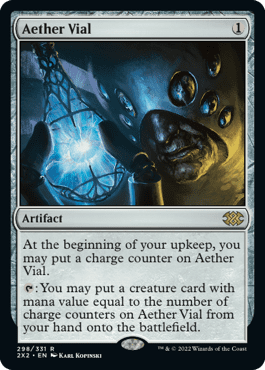 Aether Vial 1
Artifact
At the beginning of your upkeep, you
may put a charge counter on Aether
Vial.
: You may put a creature card with
mana value equal to the number of
charge counters on Aether Vial from
your hand onto the battlefield.
298/331 R
2X2 • EN Karl Kopinski
™ & © 2022 Wizards of the Coast